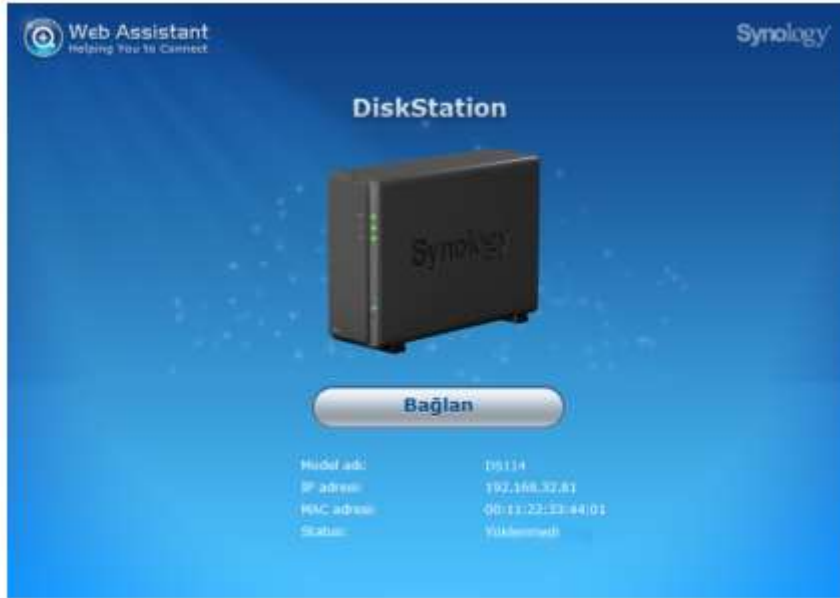 Web Assistant
Helping You to Connect
Synology
DiskStation
Synology
Bağlan
Model adı: DS114
IP adresi: 192.168.32.81
MAC adresi: 00:11:22:33:44:01
Status: Yüklenmedi